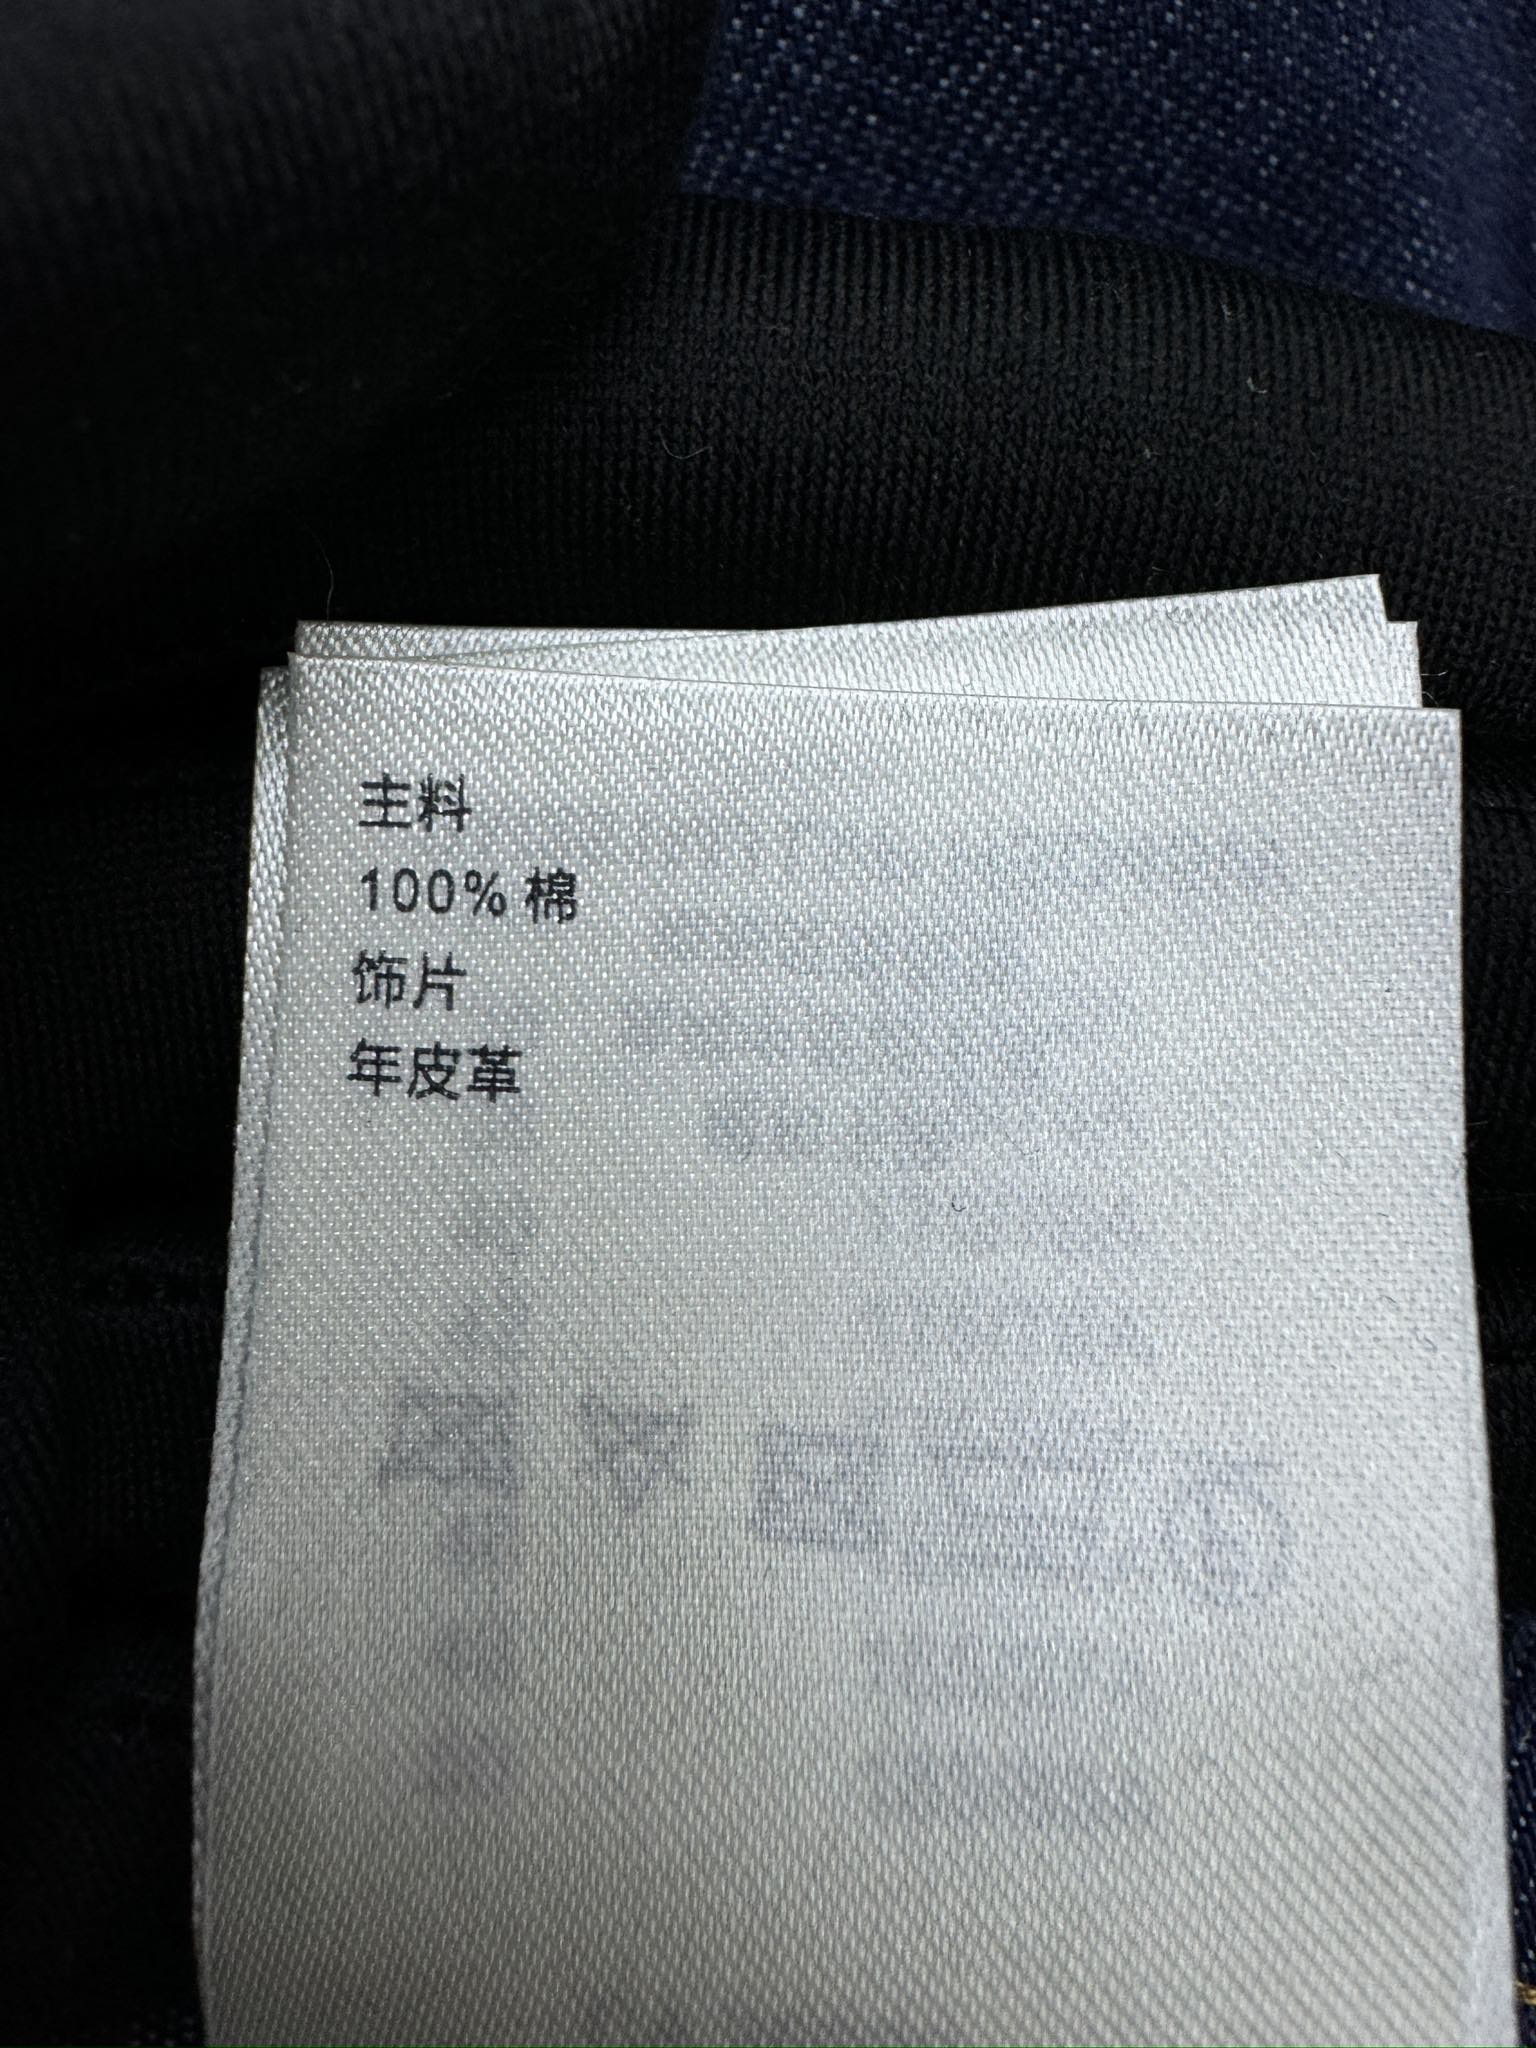 主料
100% 棉
饰片
年皮革